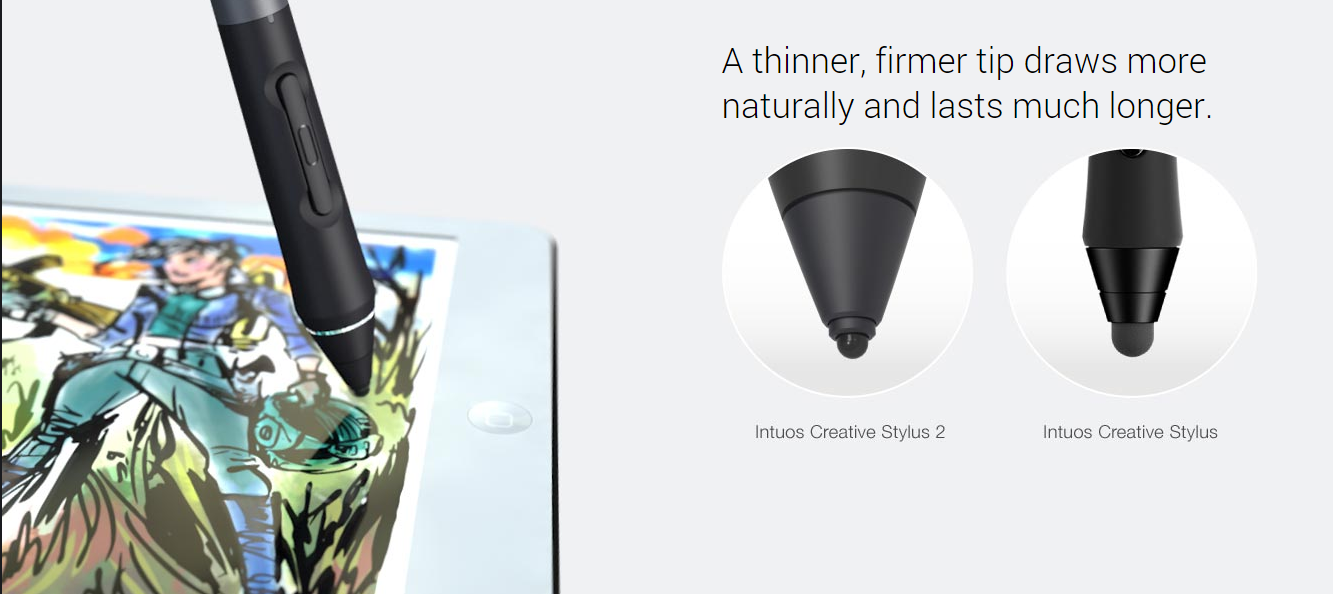 A thinner, firmer tip draws more
naturally and lasts much longer.
Intuos Creative Stylus 2
Intuos Creative Stylus